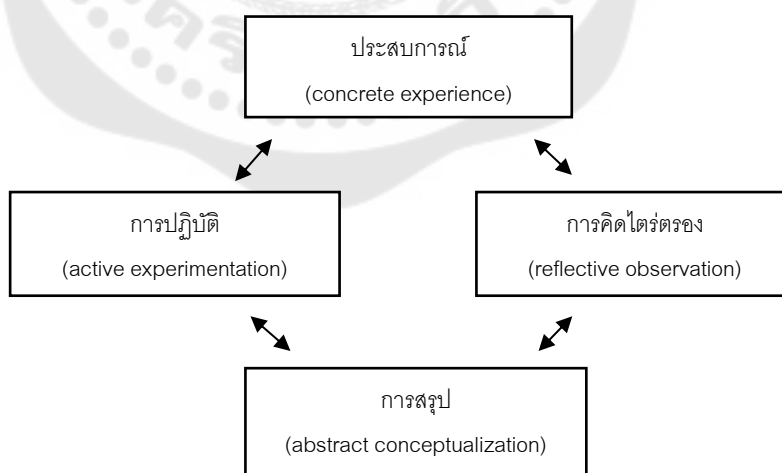 ประสบการณ์
(concrete experience)
การปฏิบัติ
(active experimentation)
การคิดไตร่ตรอง
(reflective observation)
การสรุป
(abstract conceptualization)